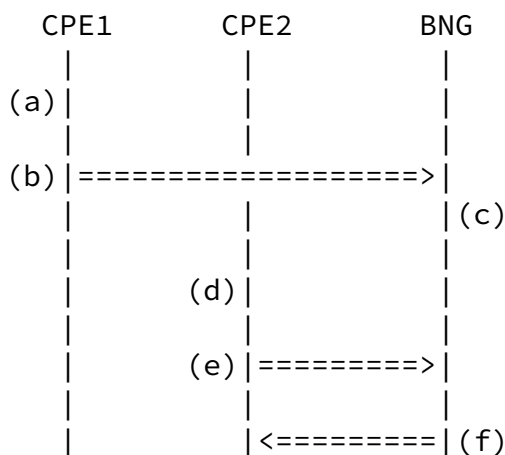 CPE1 CPE2 BNG
(a)
(b) ==================>
(c)
(d)
(e) =========>
<========= (f)